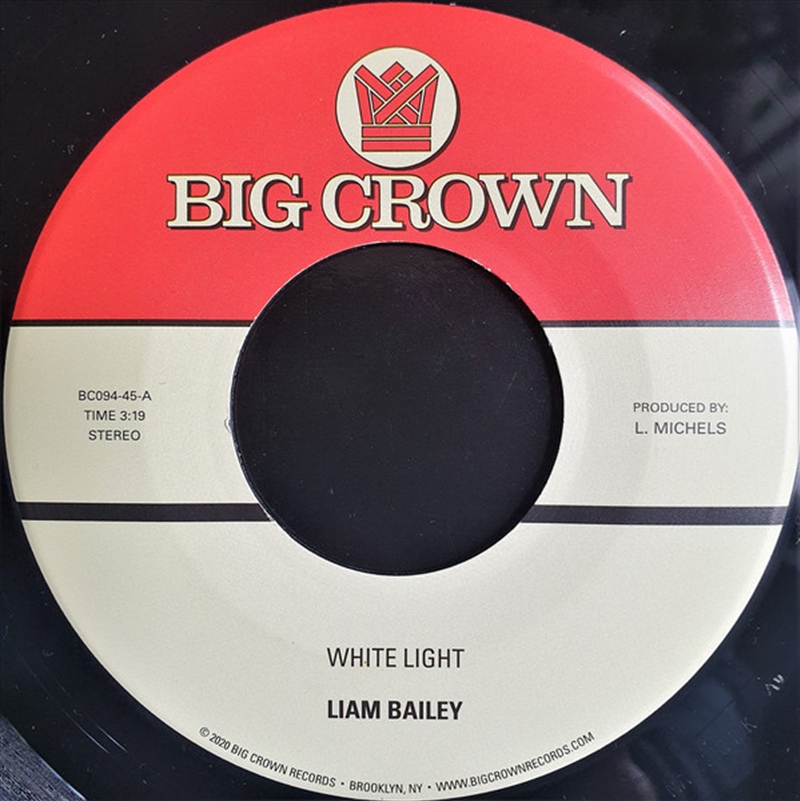 BIG CROWN
BC094-45-A
TIME 3:19
STEREO
PRODUCED BY:
L. MICHELS
WHITE LIGHT
LIAM BAILEY
© 2020 BIG CROWN RECORDS • BROOKLYN, NY • WWW.BIGCROWNRECORDS.COM